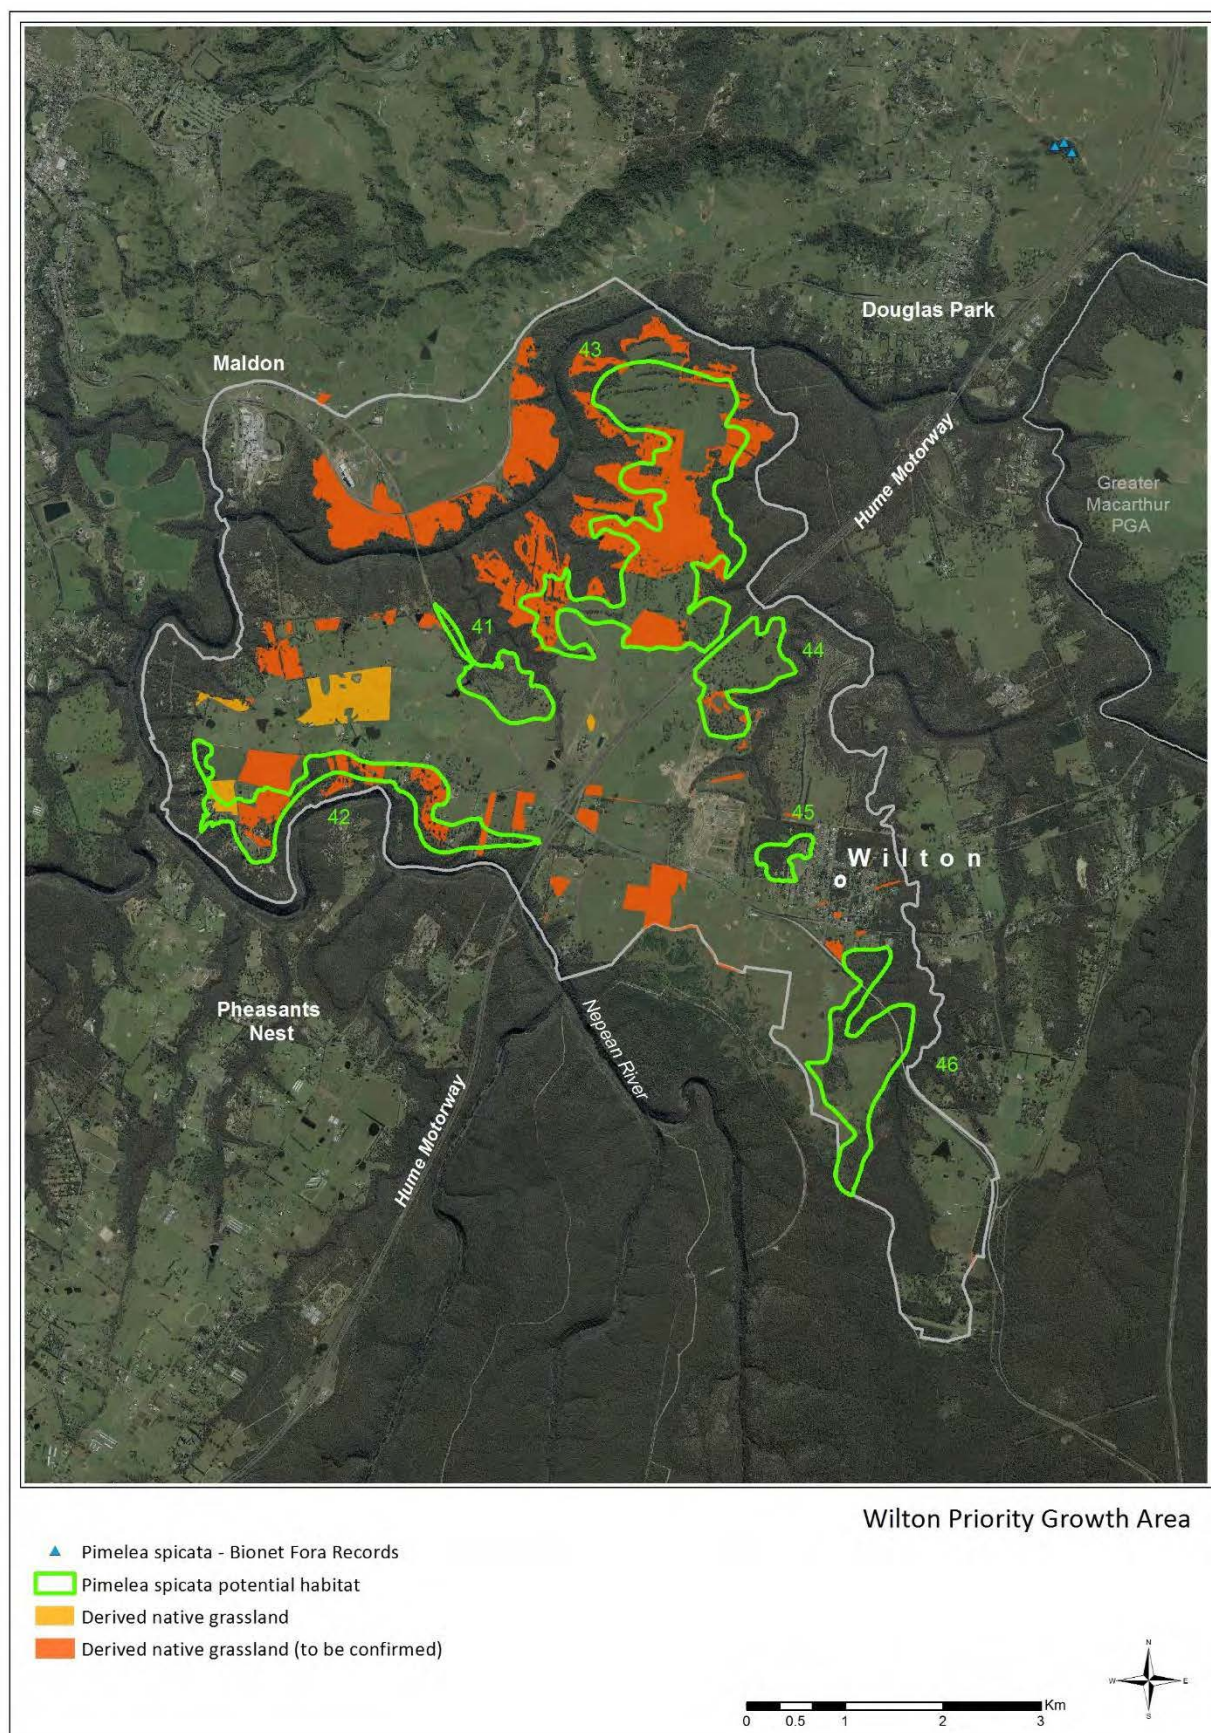 43
Douglas Park
Maldon
Hume Motorway
Greater
Macarthur
PGA
41
44
42
45
Wilton
Pheasants
Nest
Nepean River
46
Hume Motorway
Wilton Priority Growth Area
Pimelea spicata - Bionet Fora Records
Pimelea spicata potential habitat
Derived native grassland
Derived native grassland (to be confirmed)
N
W E
S
Km
0 0.5 1 2 3